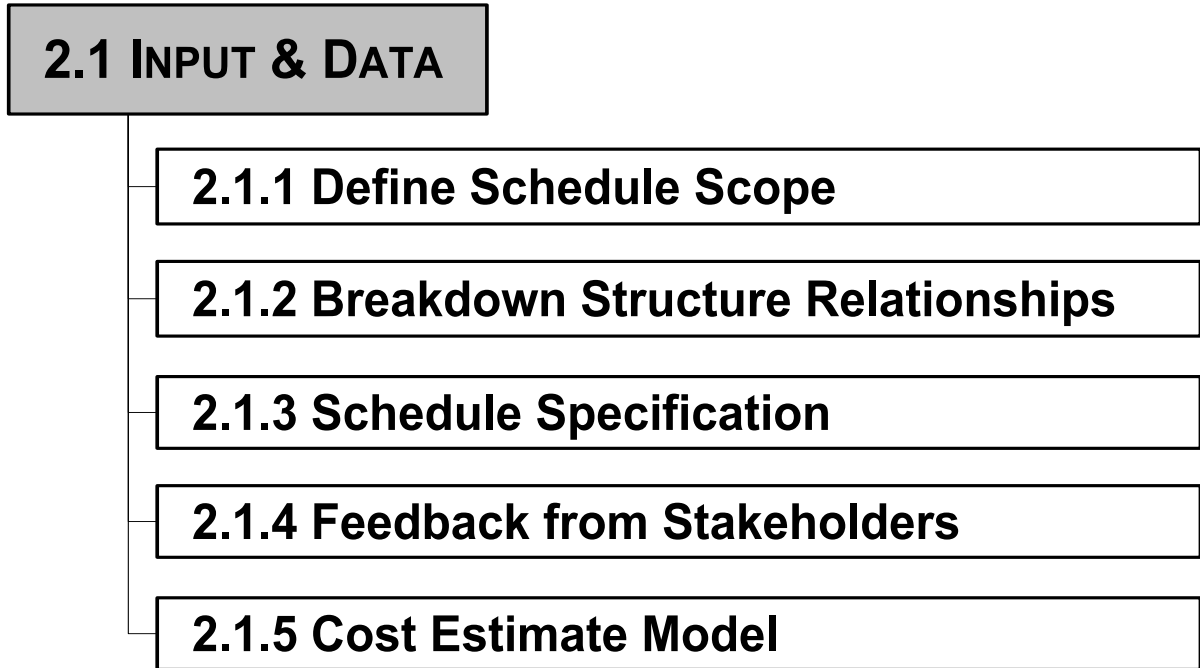 2.1 INPUT & DATA
2.1.1 Define Schedule Scope
2.1.2 Breakdown Structure Relationships
2.1.3 Schedule Specification
2.1.4 Feedback from Stakeholders
2.1.5 Cost Estimate Model